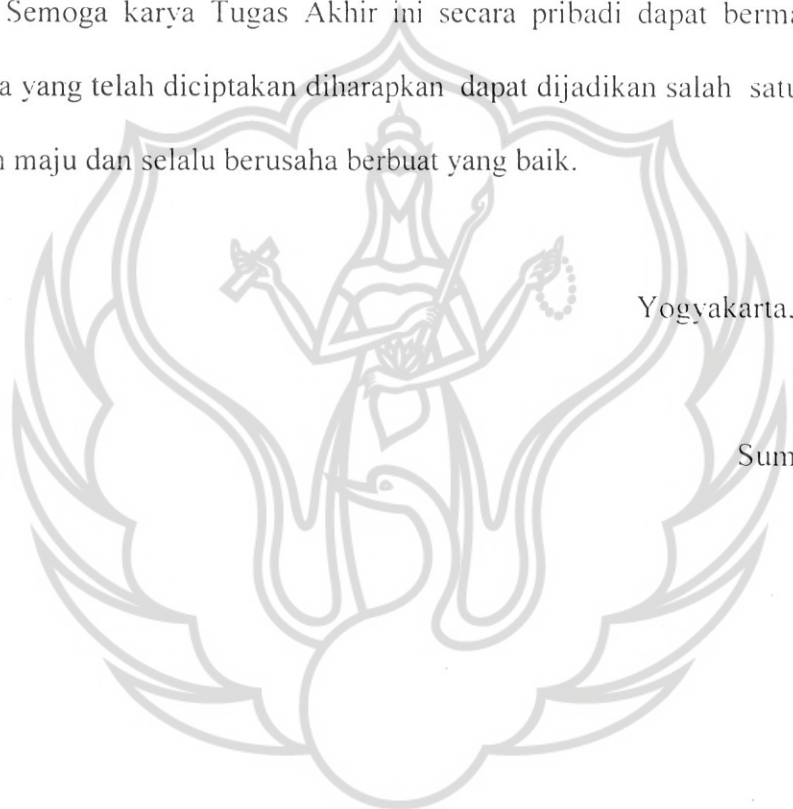 Semoga karya Tugas Akhir ini secara pribadi dapat berma
a yang telah diciptakan diharapkan dapat dijadikan salah satu
maju dan selalu berusaha berbuat yang baik.
Yogyakarta,
Sum